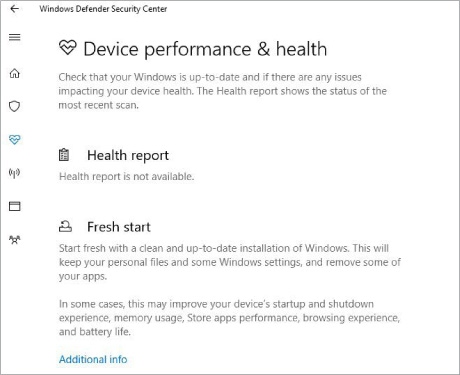 Windows Defender Security Center
Device performance & health
Check that your Windows is up-to-date and if there are any issues
impacting your device health. The Health report shows the status of the
most recent scan.
Health report
Health report is not available.
Fresh start
Start fresh with a clean and up-to-date installation of Windows. This will
keep your personal files and some Windows settings, and remove some of
your apps.
In some cases, this may improve your device's startup and shutdown
experience, memory usage, Store apps performance, browsing experience,
and battery life.
Additional info